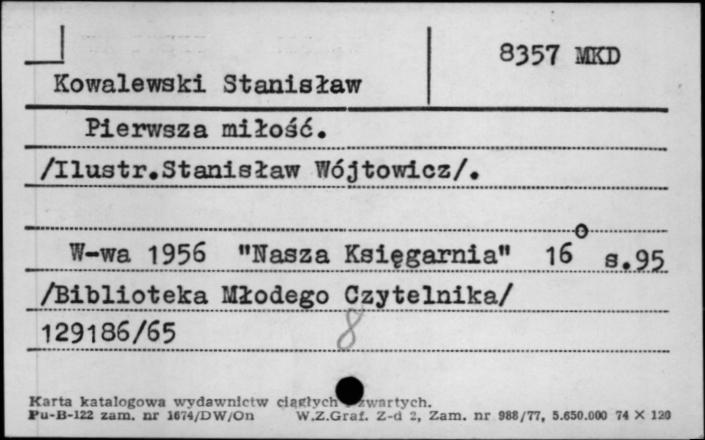 8357 MKD
Kowalewski Stanisław
Pierwsza miłość.
/Ilustr.Stanisław Wójtowicz/.
W-wa 1956 "Nasza Księgarnia" 16° s.95
/Biblioteka Młodego Czytelnika/
129186/65
8
Karta katalogowa wydawnictw ciągłych zwartych.
Pu-B-122 zam. nr 1674/DW/On W.Z.Graf. Z-d 2, Zam. nr 988/77, 5.650.000 74 X 120